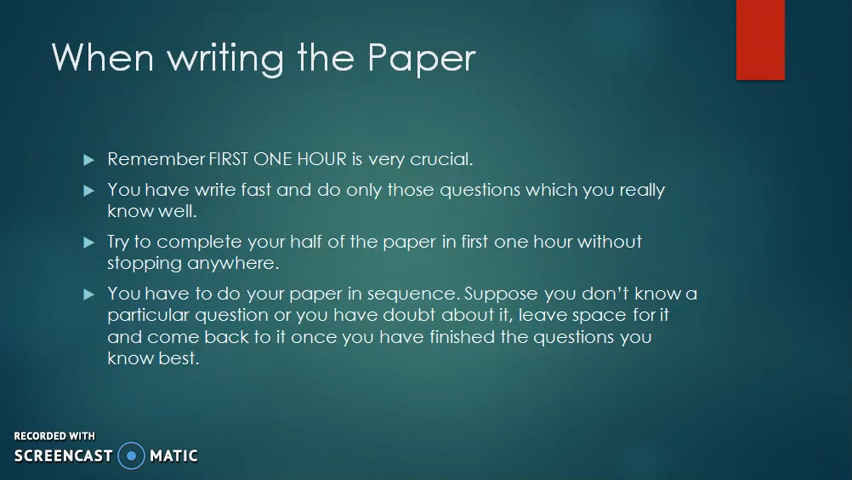 When writing the Paper
Remember FIRST ONE HOUR is very crucial.
You have write fast and do only those questions which you really
know well.
Try to complete your half of the paper in first one hour without
stopping anywhere.
You have to do your paper in sequence. Suppose you don't know a
particular question or you have doubt about it, leave space for it
and come back to it once you have finished the questions you
know best.
RECORDED WITH
SCREENCAST MATIC